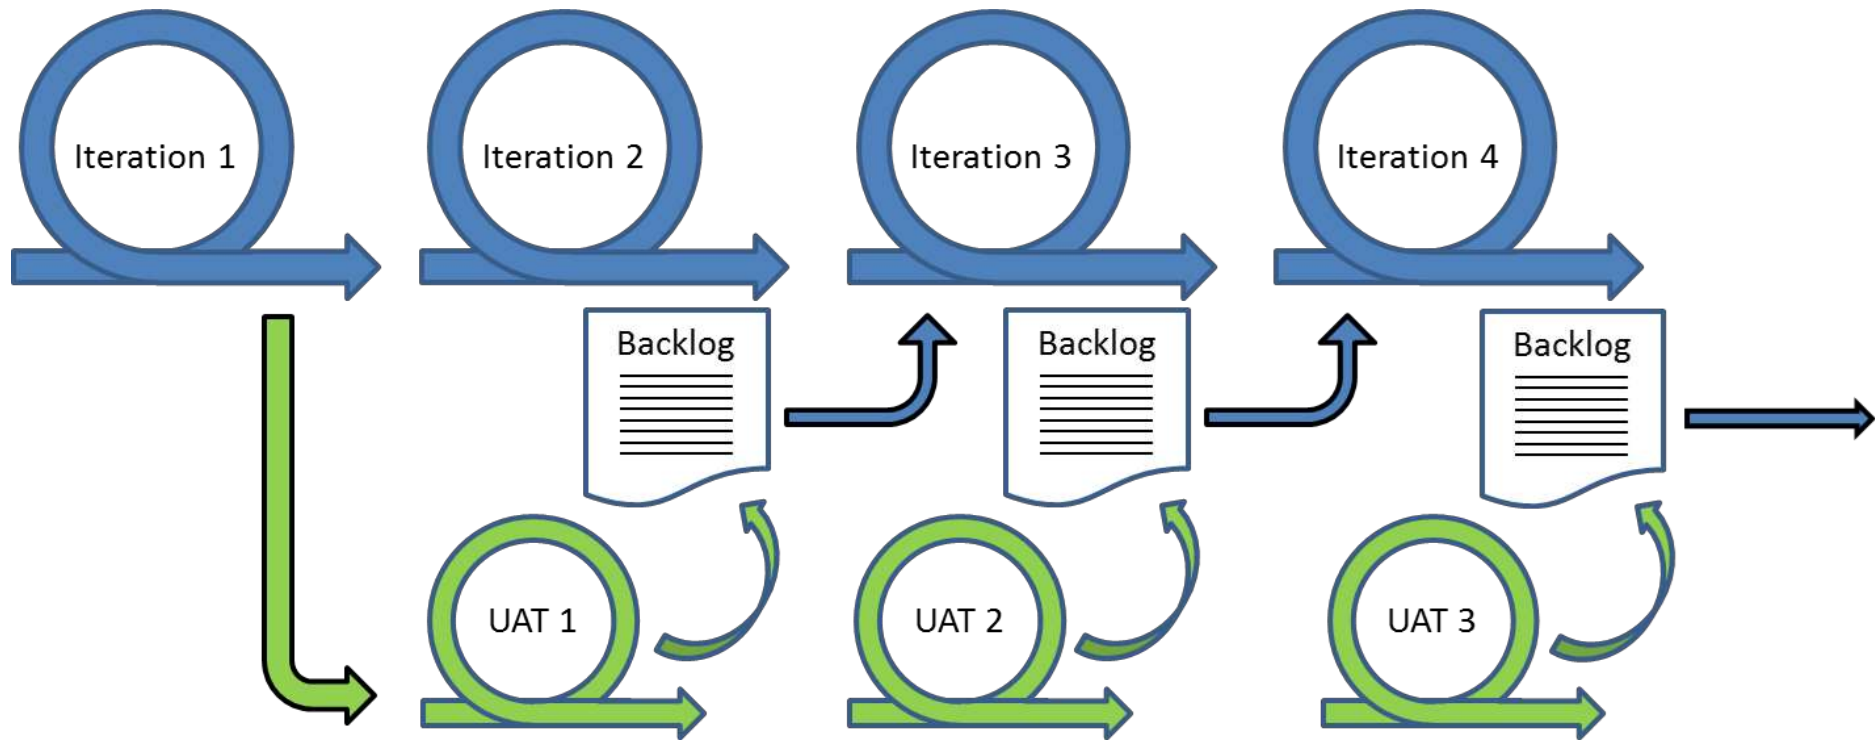 Iteration 1
Iteration 2
Iteration 3
Iteration 4
Backlog
Backlog
Backlog
UAT 1
UAT 2
UAT 3